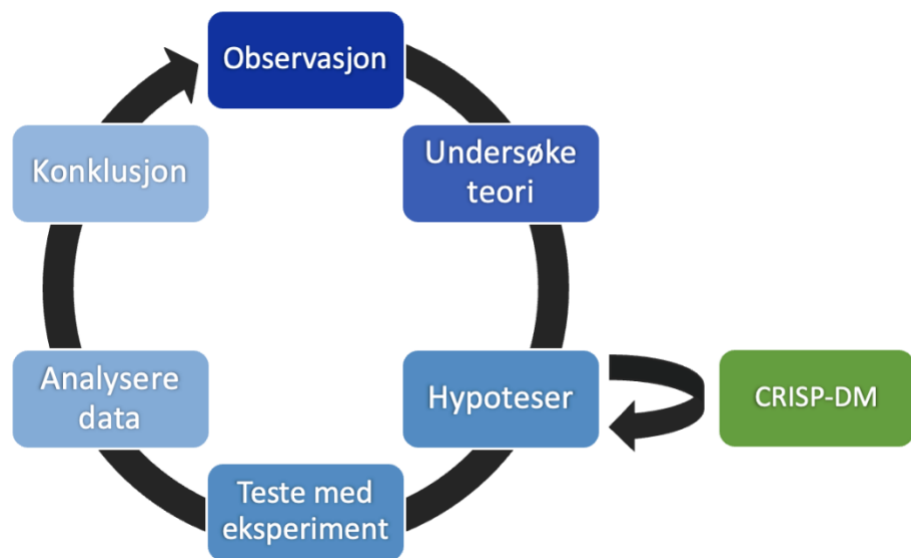 Observasjon
Undersøke
teori
Hypoteser
CRISP-DM
Teste med
eksperiment
Analysere
data
Konklusjon